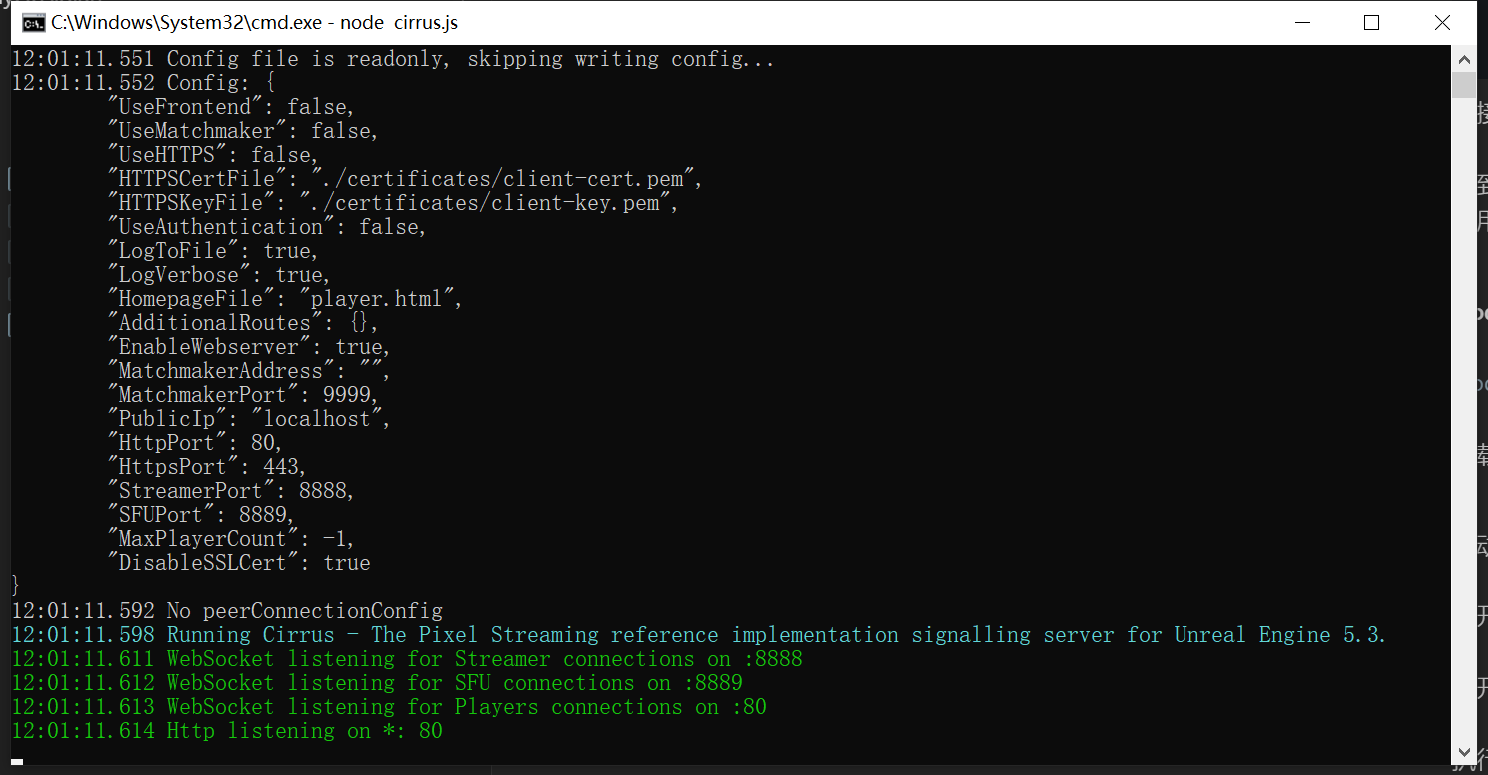 C:\Windows\System32\cmd.exe - node  cirrus.js
12:01:11.551 Config file is readonly, skipping writing config...
12:01:11.552 Config: {
"UseFrontend": false,
"UseMatchmaker": false,
"UseHTTPS": false,
"HTTPSCertFile": "./certificates/client-cert.pem",
"HTTPSKeyFile": "./certificates/client-key.pem",
"UseAuthentication": false,
"LogToFile": true,
"LogVerbose": true,
"HomepageFile": "player.html",
"AdditionalRoutes": {},
"EnableWebserver": true,
"MatchmakerAddress": "",
"MatchmakerPort": 9999,
"PublicIp": "localhost",
"HttpPort": 80,
"HttpsPort": 443,
"StreamerPort": 8888,
"SFUPort": 8889,
"MaxPlayerCount": -1,
"DisableSSLCert": true
}
12:01:11.592 No peerConnectionConfig
12:01:11.598 Running Cirrus - The Pixel Streaming reference implementation signalling server for Unreal Engine 5.3.
12:01:11.611 WebSocket listening for Streamer connections on :8888
12:01:11.612 WebSocket listening for SFU connections on :8889
12:01:11.613 WebSocket listening for Players connections on :80
12:01:11.614 Http listening on *: 80